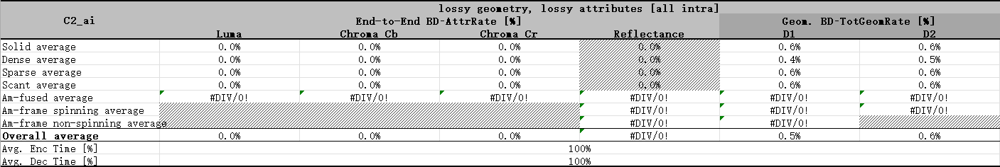 lossy geometry, lossy attributes [all intra]
C2_ai End-to-End BD-AttrRate [%] Geom. BD-TotGeomRate [%]
Luma Chroma Cb Chroma Cr Reflectance D1 D2
Solid average 0.0% 0.0% 0.0% 0.0% 0.6% 0.6%
Dense average 0.0% 0.0% 0.0% 0.0% 0.4% 0.5%
Sparse average 0.0% 0.0% 0.0% 0.0% 0.6% 0.6%
Scant average 0.0% 0.0% 0.0% 0.0% 0.6% 0.6%
Am-fused average #DIV/0! #DIV/0! #DIV/0! #DIV/0! #DIV/0! #DIV/0!
Am-frame spinning average #DIV/0! #DIV/0! #DIV/0!
Am-frame non-spinning average #DIV/0! #DIV/0!
Overall average 0.0% 0.0% 0.0% #DIV/0! 0.5% 0.6%
Avg. Enc Time [%] 100%
Avg. Dec Time [%] 100%